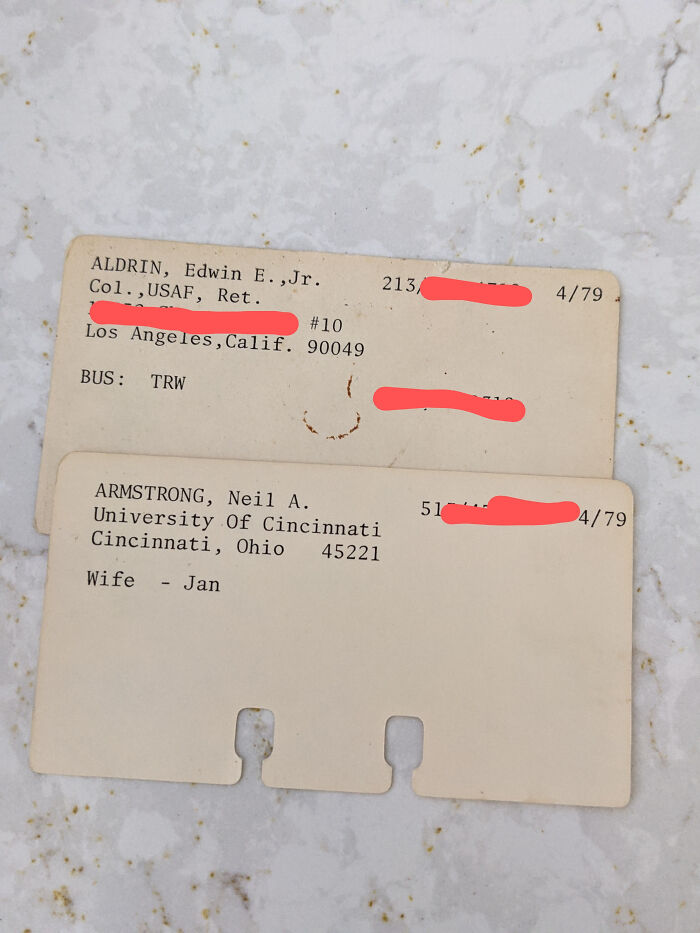 ALDRIN, Edwin E.,Jr. 213/ 4/79
Col.,USAF, Ret.
#10
Los Angeles,Calif. 90049
BUS: TRW
ARMSTRONG, Neil A. 4/79
University Of Cincinnati
Cincinnati, Ohio 45221
Wife - Jan